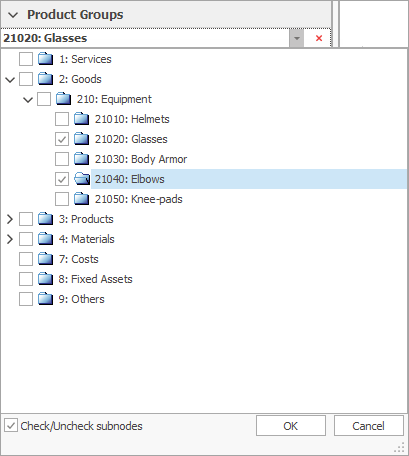 Product Groups
21020: Glasses
1: Services
2: Goods
210: Equipment
21010: Helmets
21020: Glasses
21030: Body Armor
21040: Elbows
21050: Knee-pads
3: Products
4: Materials
7: Costs
8: Fixed Assets
9: Others
Check/Uncheck subnodes
OK
Cancel